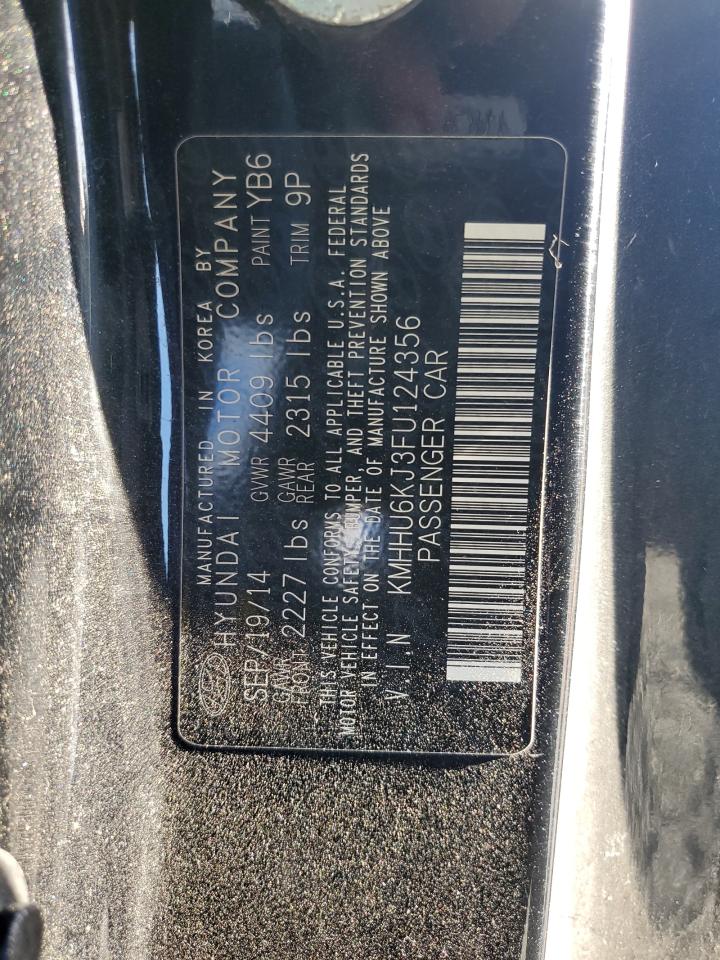 MANUFACTURED IN KOREA BY
HYUNDAI MOTOR COMPANY
SEP/19/14 GVWR 4409 lbs PAINT YB6
GAWR FRONT 2227 lbs GAWR REAR 2315 lbs TRIM 9P
THIS VEHICLE CONFORMS TO ALL APPLICABLE U.S.A. FEDERAL
MOTOR VEHICLE SAFETY, BUMPER, AND THEFT PREVENTION STANDARDS
IN EFFECT ON THE DATE OF MANUFACTURE SHOWN ABOVE
V I N KMHHU6KJ3FU124356
PASSENGER CAR